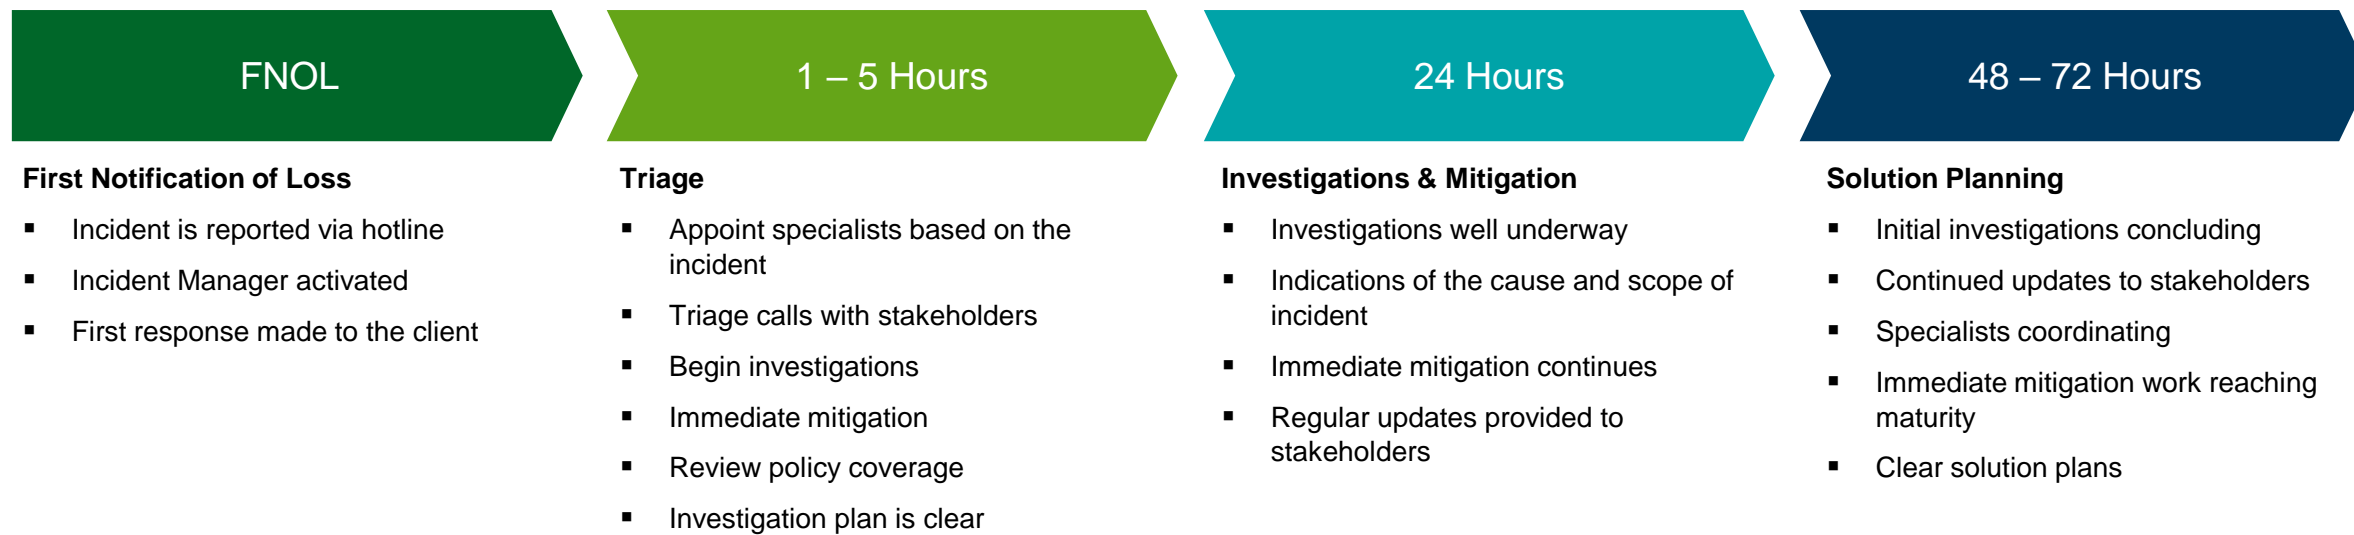 FNOL
1 – 5 Hours
24 Hours
48 – 72 Hours
First Notification of Loss
▪ Incident is reported via hotline
▪ Incident Manager activated
▪ First response made to the client
Triage
▪ Appoint specialists based on the
incident
▪ Triage calls with stakeholders
▪ Begin investigations
▪ Immediate mitigation
▪ Review policy coverage
▪ Investigation plan is clear
Investigations & Mitigation
▪ Investigations well underway
▪ Indications of the cause and scope of
incident
▪ Immediate mitigation continues
▪ Regular updates provided to
stakeholders
Solution Planning
▪ Initial investigations concluding
▪ Continued updates to stakeholders
▪ Specialists coordinating
▪ Immediate mitigation work reaching
maturity
▪ Clear solution plans